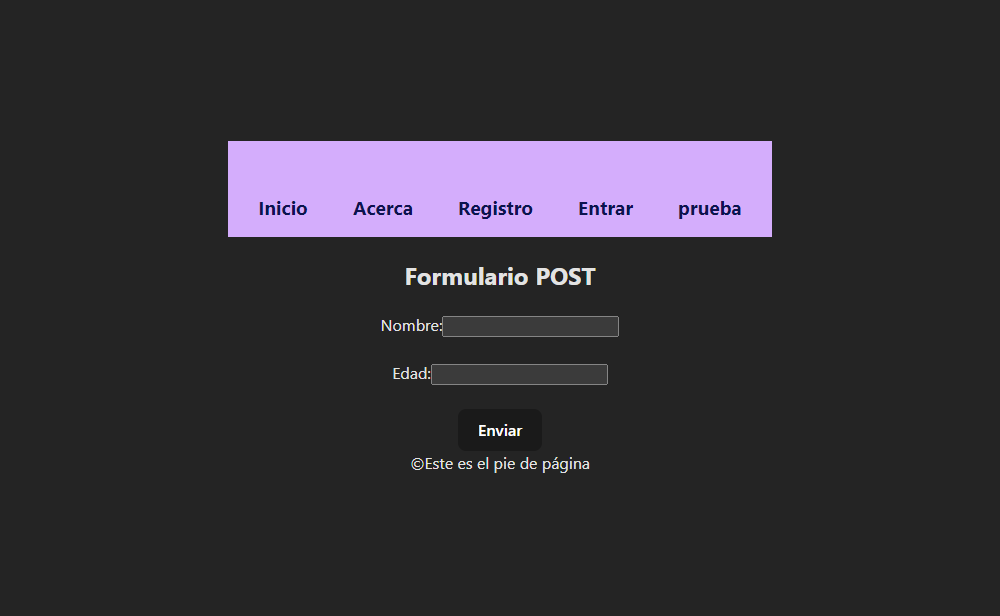 Inicio Acerca Registro Entrar prueba
Formulario POST
Nombre:
Edad:
Enviar
©Este es el pie de página